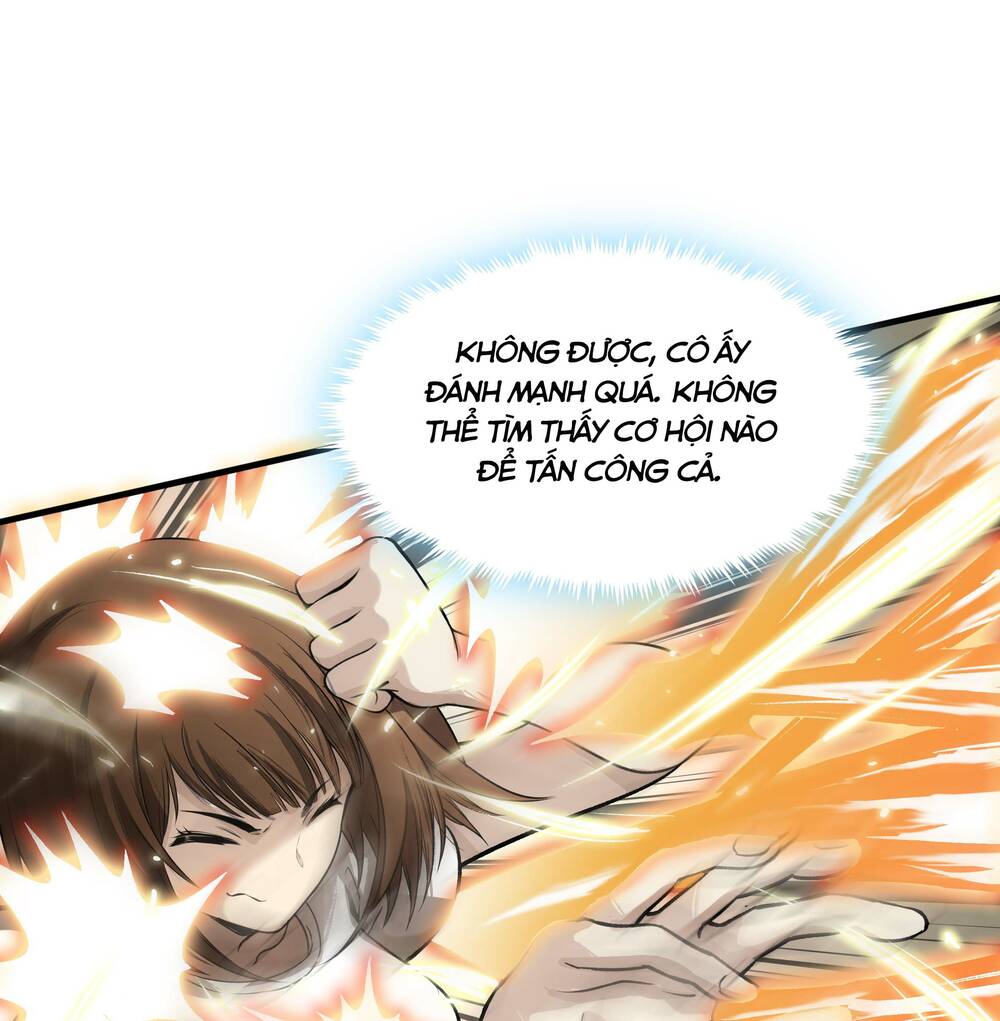 KHÔNG ĐƯỢC, CÔ ẤY
ĐÁNH MẠNH QUÁ. KHÔNG
THỂ TÌM THẤY CƠ HỘI NÀO
ĐỂ TẤN CÔNG CẢ.